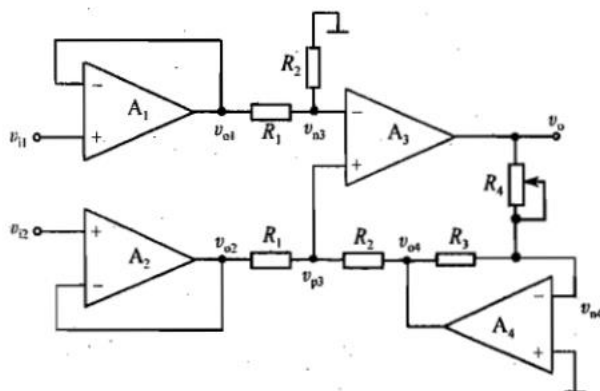 R₂
−
A₁
+
vi1
vo1
R₁
vn3
−
A₃
+
vo
R₄
vi2
+
A₂
−
vo2
R₁
vp3
R₂
vo4
R₃
−
A₄
+
vn4